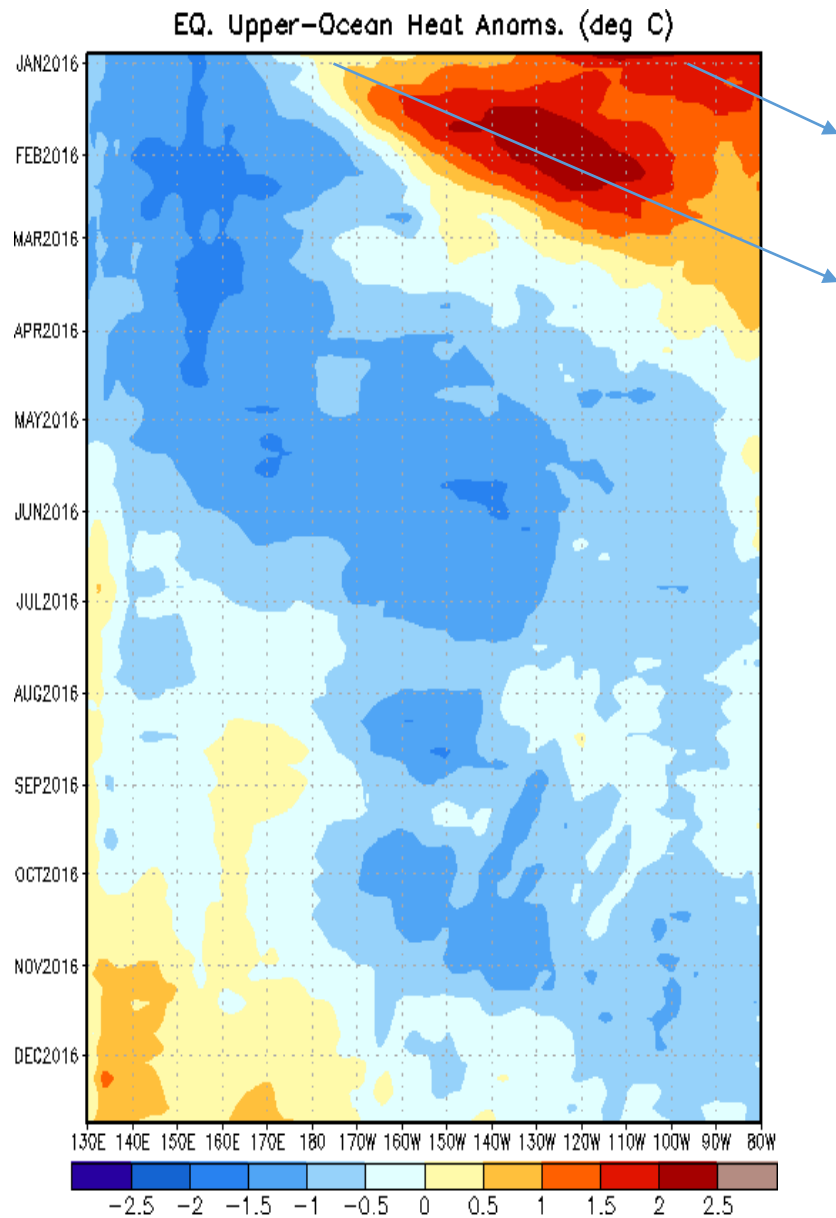 EQ. Upper-Ocean Heat Anoms. (deg C)
JAN2016
FEB2016
MAR2016
APR2016
MAY2016
JUN2016
JUL2016
AUG2016
SEP2016
OCT2016
NOV2016
DEC2016
130E 140E 150E 160E 170E 180 170W 160W 150W 140W 130W 120W 110W 100W 90W 80W
-2.5 -2 -1.5 -1 -0.5 0 0.5 1 1.5 2 2.5